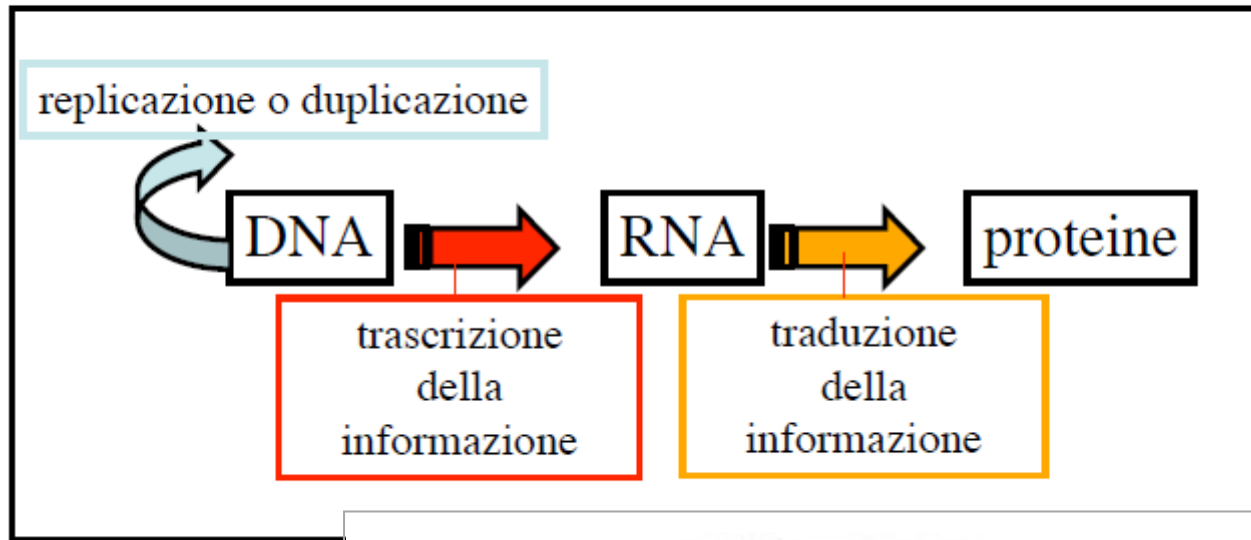 replicazione o duplicazione
DNA
RNA
proteine
trascrizione
della
informazione
traduzione
della
informazione